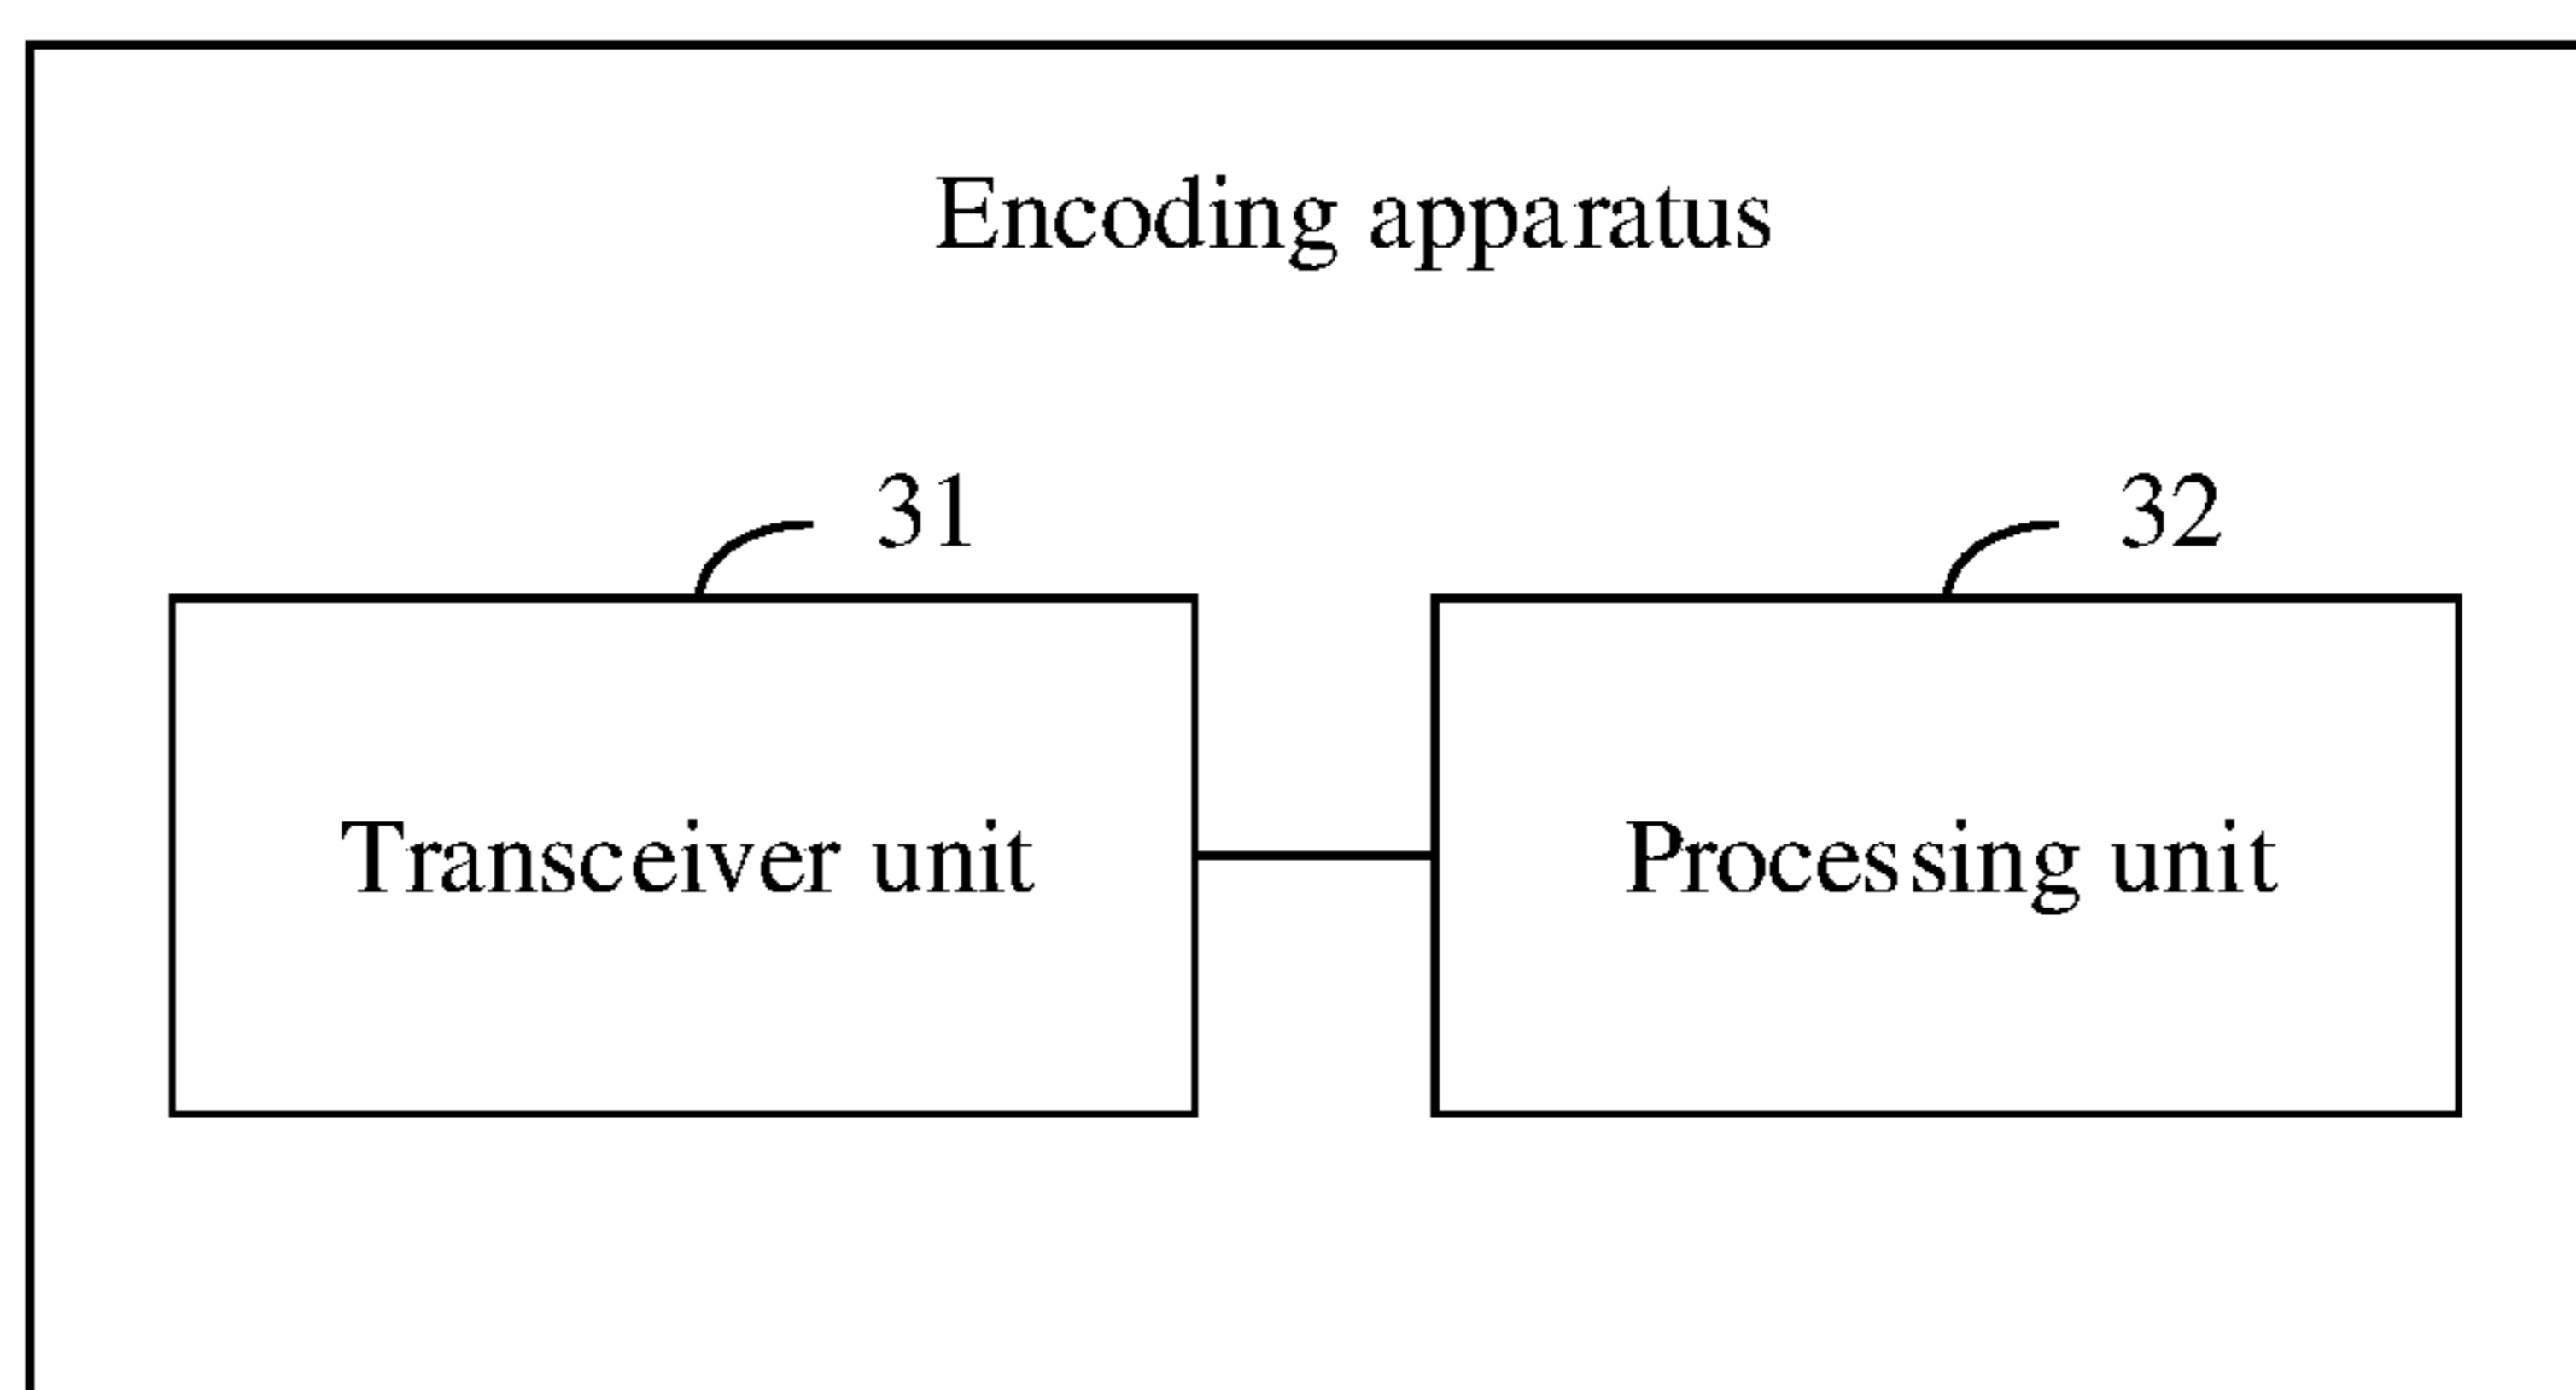 Encoding apparatus
31
32
Transceiver unit
Processing unit